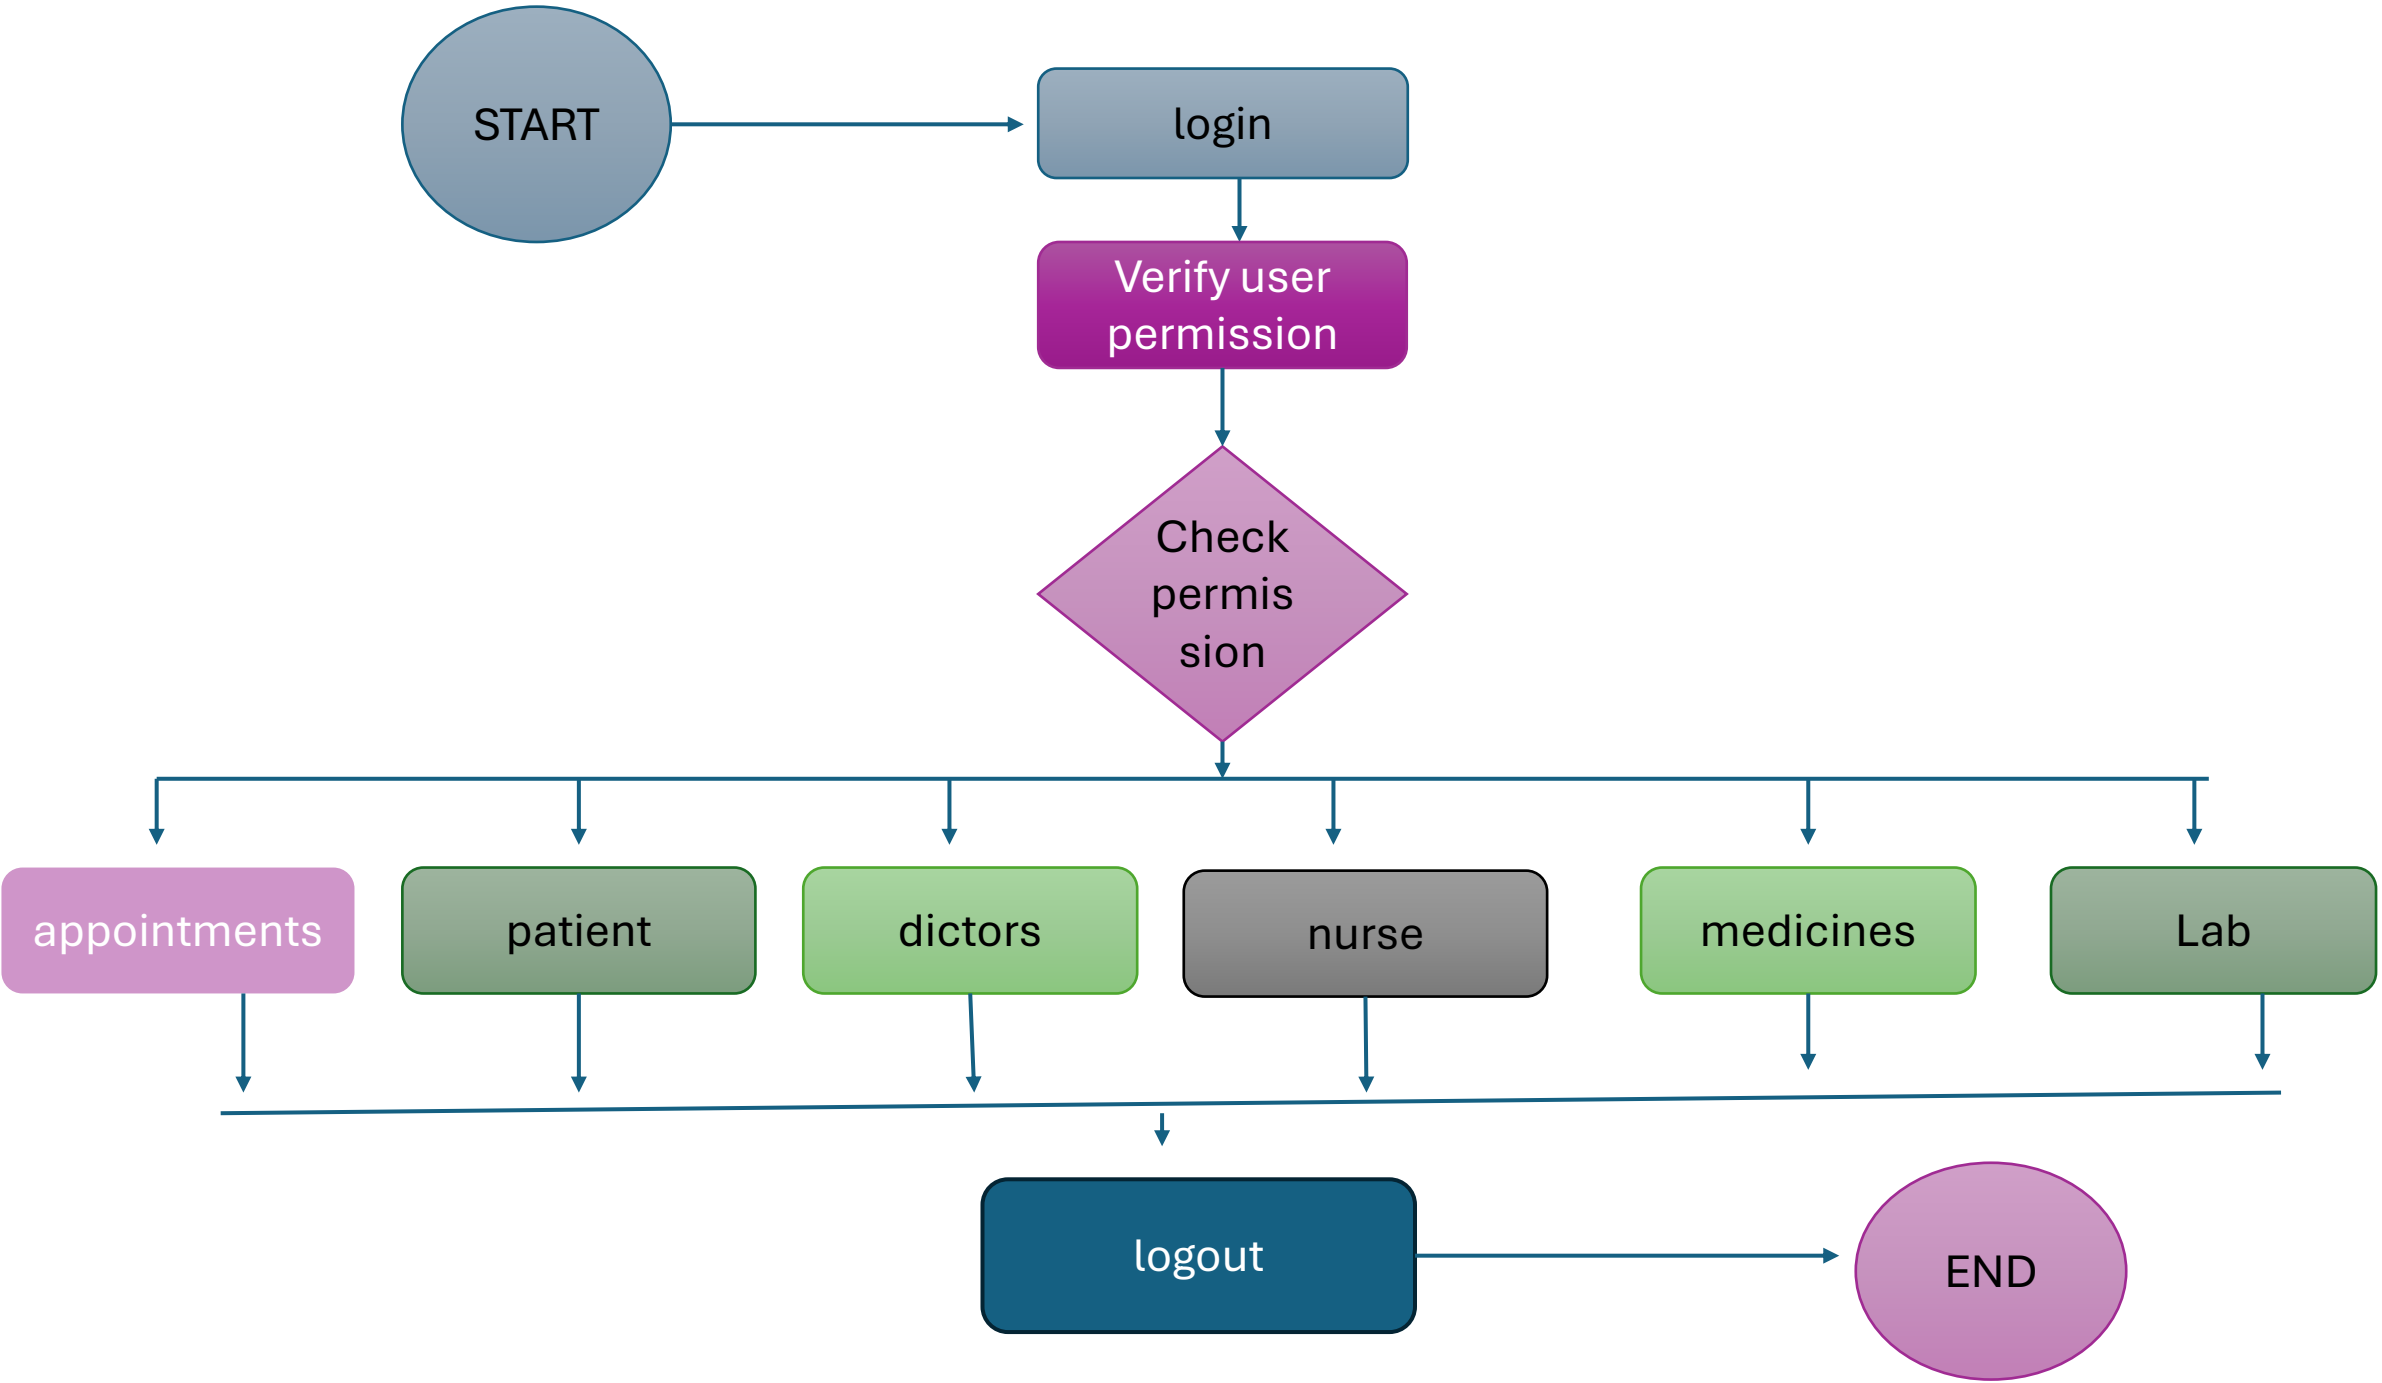 START
login
Verify user
permission
Check
permis
sion
appointments
patient
dictors
nurse
medicines
Lab
logout
END